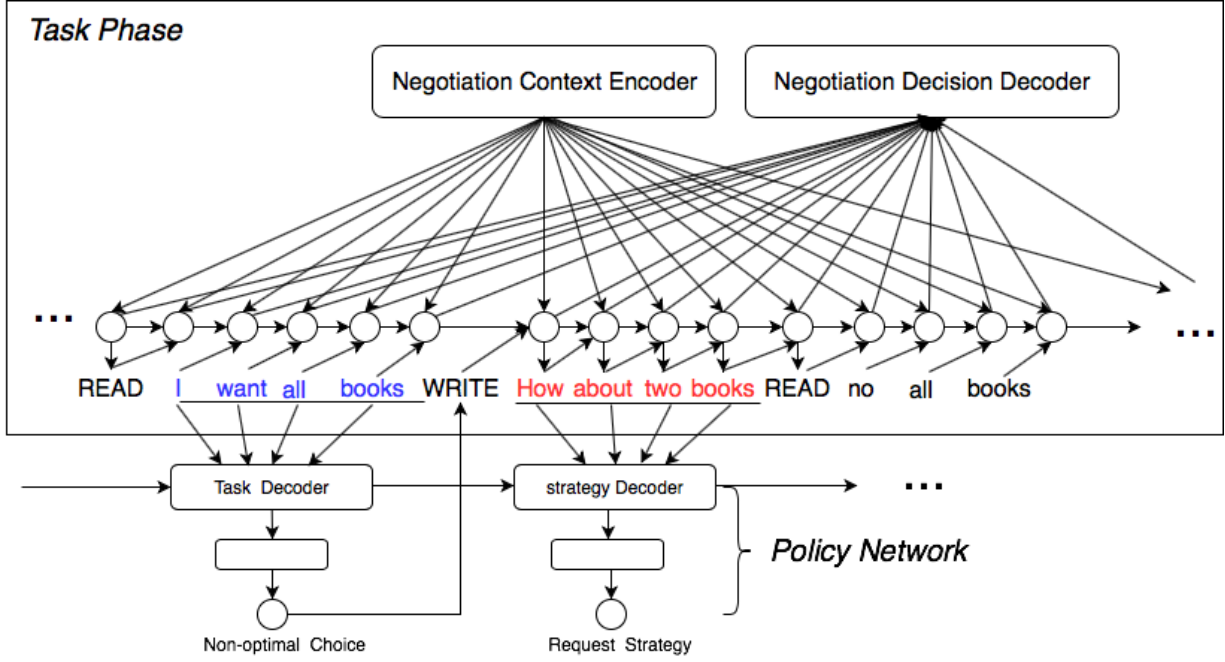 Task Phase
Negotiation Context Encoder
Negotiation Decision Decoder
... ...
READ I want all books WRITE How about two books READ no all books
Task Decoder
strategy Decoder
...
Policy Network
Non-optimal Choice
Request Strategy